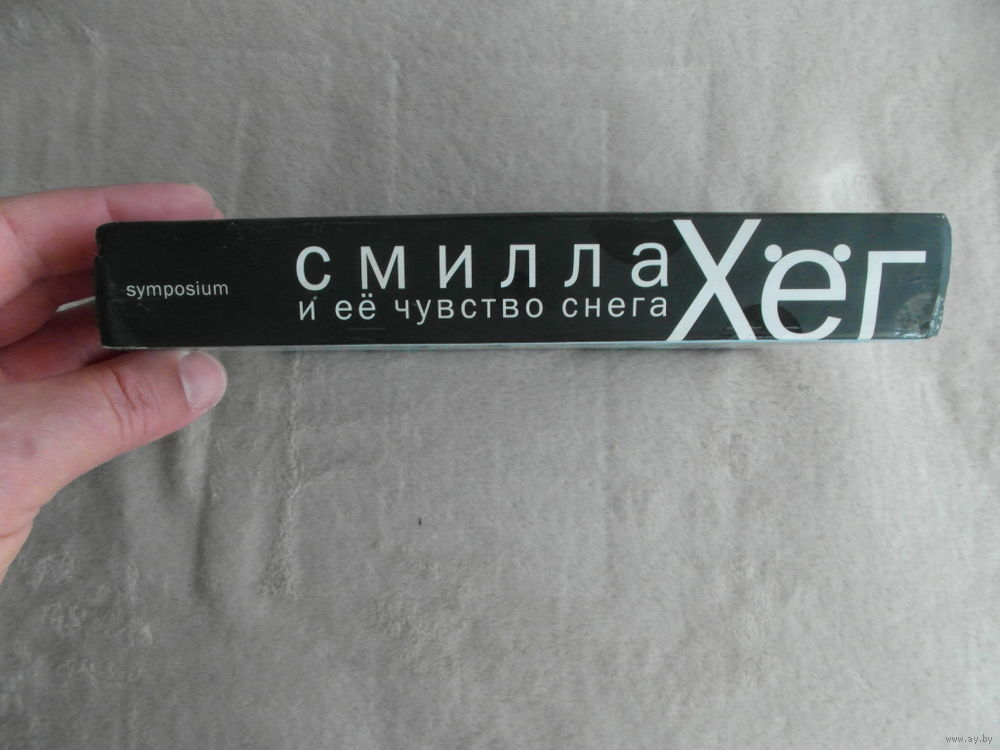 symposium
смилла
и её чувство снега
Хёг
www.ay.by